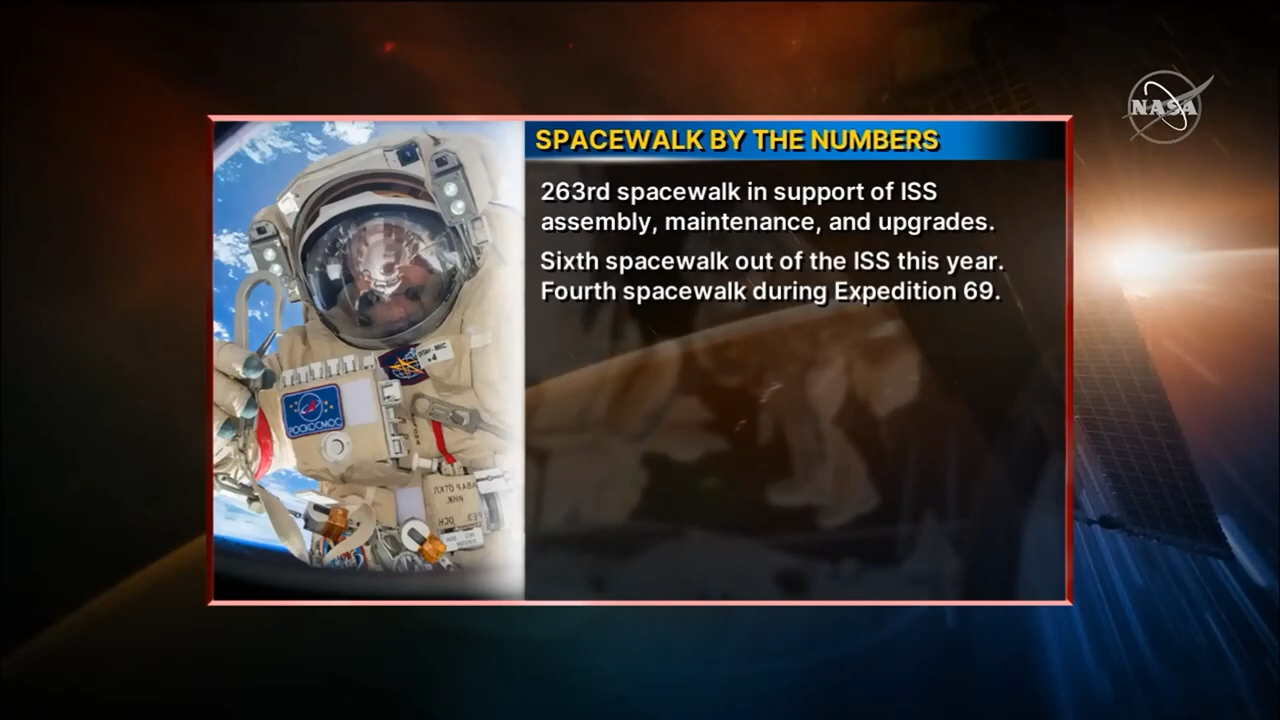 NASA
SPACEWALK BY THE NUMBERS
263rd spacewalk in support of ISS
assembly, maintenance, and upgrades.
Sixth spacewalk out of the ISS this year.
Fourth spacewalk during Expedition 69.
РОСКОСМОС